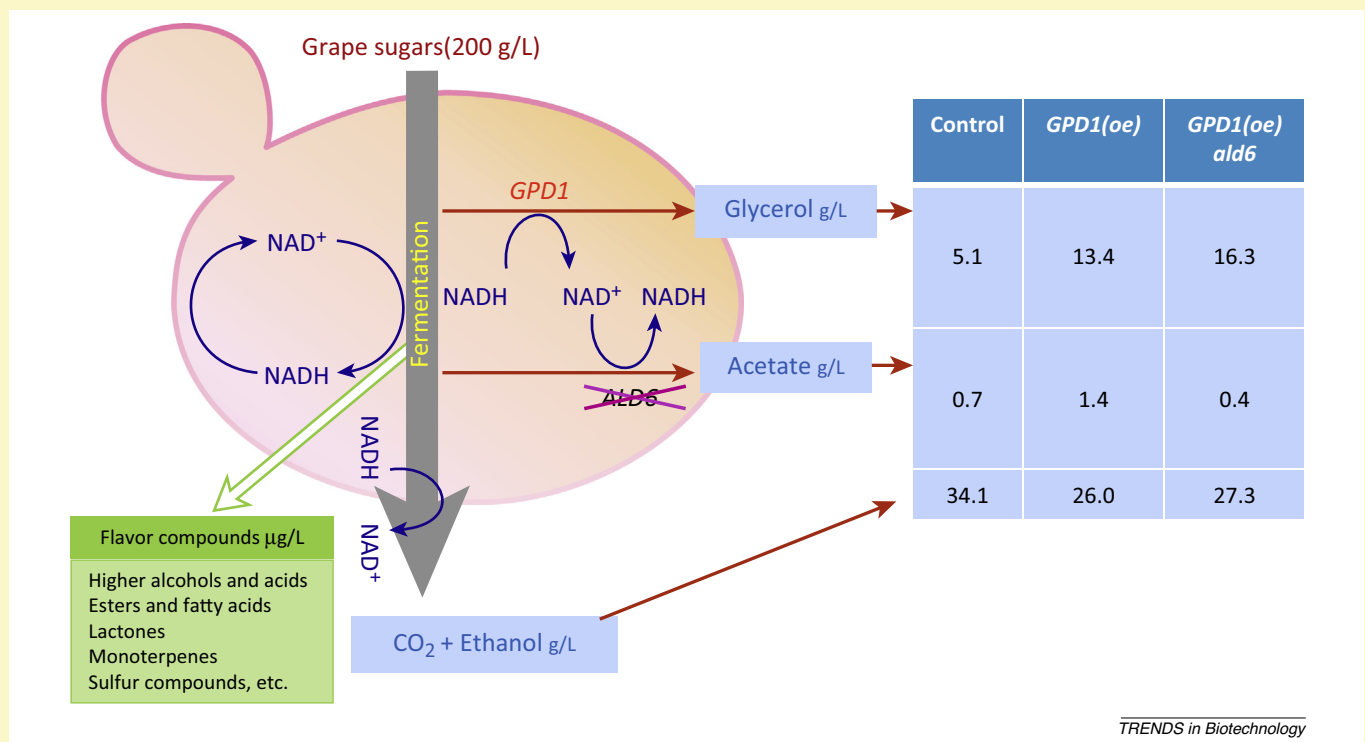 Grape sugars(200 g/L)
Fermentation
GPD1
NAD⁺
NADH
NADH
NAD⁺
NADH
ALD6
NADH
NAD⁺
Glycerol g/L
Acetate g/L
CO₂ + Ethanol g/L
Flavor compounds μg/L
Higher alcohols and acids
Esters and fatty acids
Lactones
Monoterpenes
Sulfur compounds, etc.
Control GPD1(oe) GPD1(oe)
ald6
5.1 13.4 16.3
0.7 1.4 0.4
34.1 26.0 27.3
TRENDS in Biotechnology